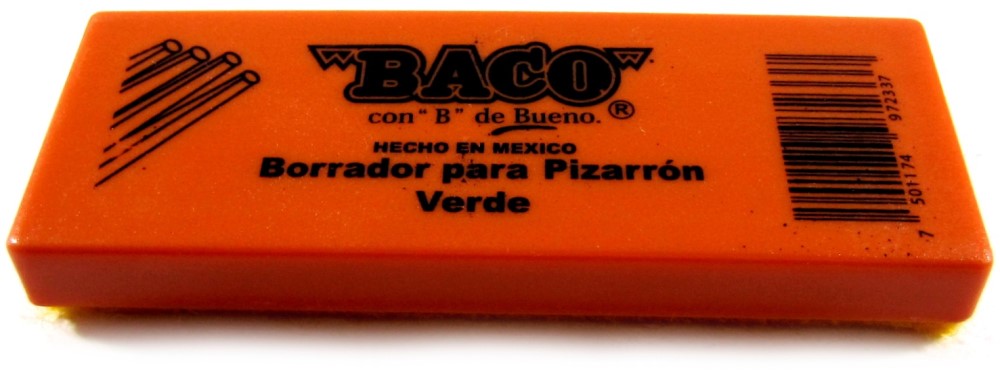 BACO®
con "B" de Bueno.
HECHO EN MEXICO
Borrador para Pizarrón
Verde
7 501174 972337